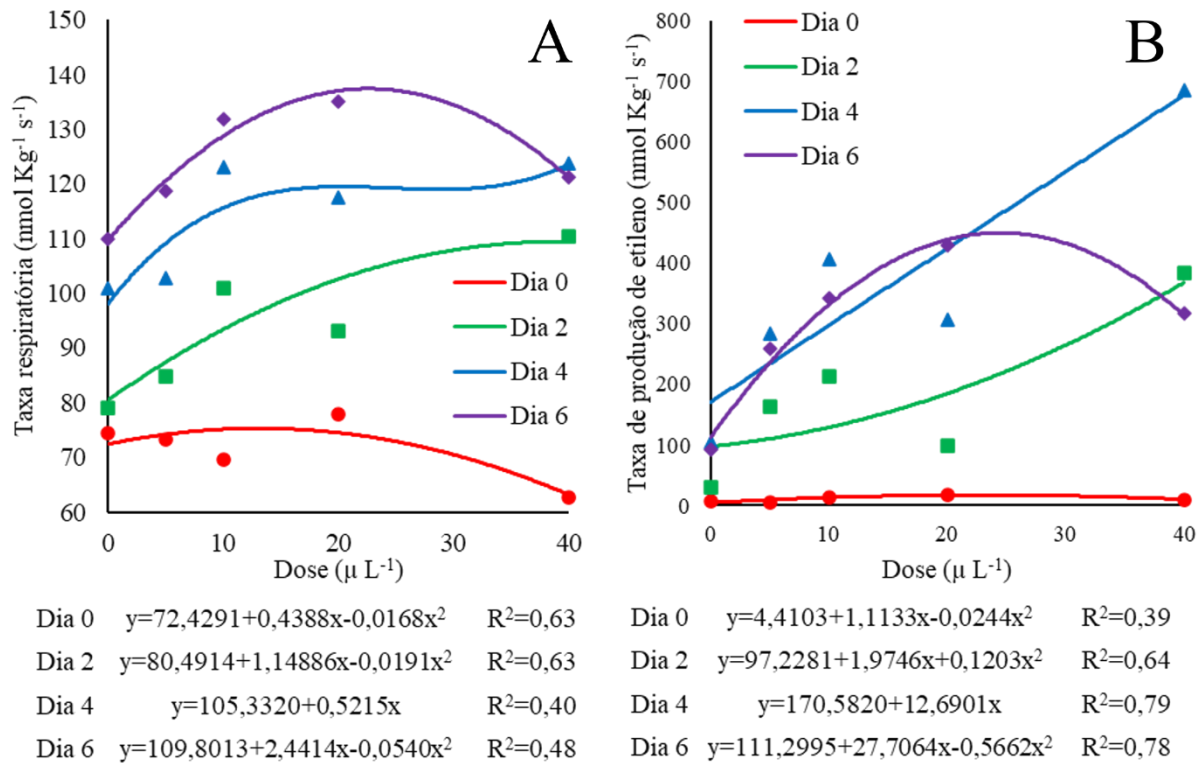 A
Taxa respiratória (nmol Kg-1 s-1)
150
140
130
120
110
100
90
80
70
60
0
10
20
30
40
Dose (µ L-1)
Dia 0
Dia 2
Dia 4
Dia 6
B
Taxa de produção de etileno (nmol Kg-1 s-1)
800
700
600
500
400
300
200
100
0
0
10
20
30
40
Dose (µ L-1)
Dia 0
Dia 2
Dia 4
Dia 6
Dia 0 y=72,4291+0,4388x-0,0168x² R²=0,63
Dia 2 y=80,4914+1,14886x-0,0191x² R²=0,63
Dia 4 y=105,3320+0,5215x R²=0,40
Dia 6 y=109,8013+2,4414x-0,0540x² R²=0,48
Dia 0 y=4,4103+1,1133x-0,0244x² R²=0,39
Dia 2 y=97,2281+1,9746x+0,1203x² R²=0,64
Dia 4 y=170,5820+12,6901x R²=0,79
Dia 6 y=111,2995+27,7064x-0,5662x² R²=0,78